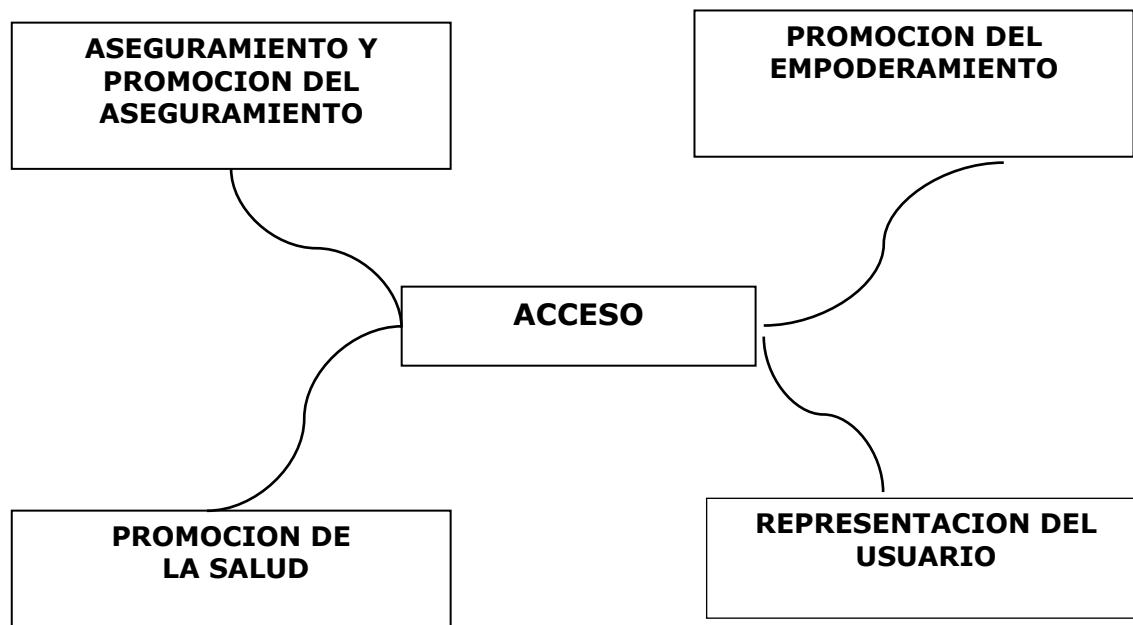 ASEGURAMIENTO Y
PROMOCION DEL
ASEGURAMIENTO
PROMOCION DEL
EMPODERAMIENTO
ACCESO
PROMOCION DE
LA SALUD
REPRESENTACION DEL
USUARIO